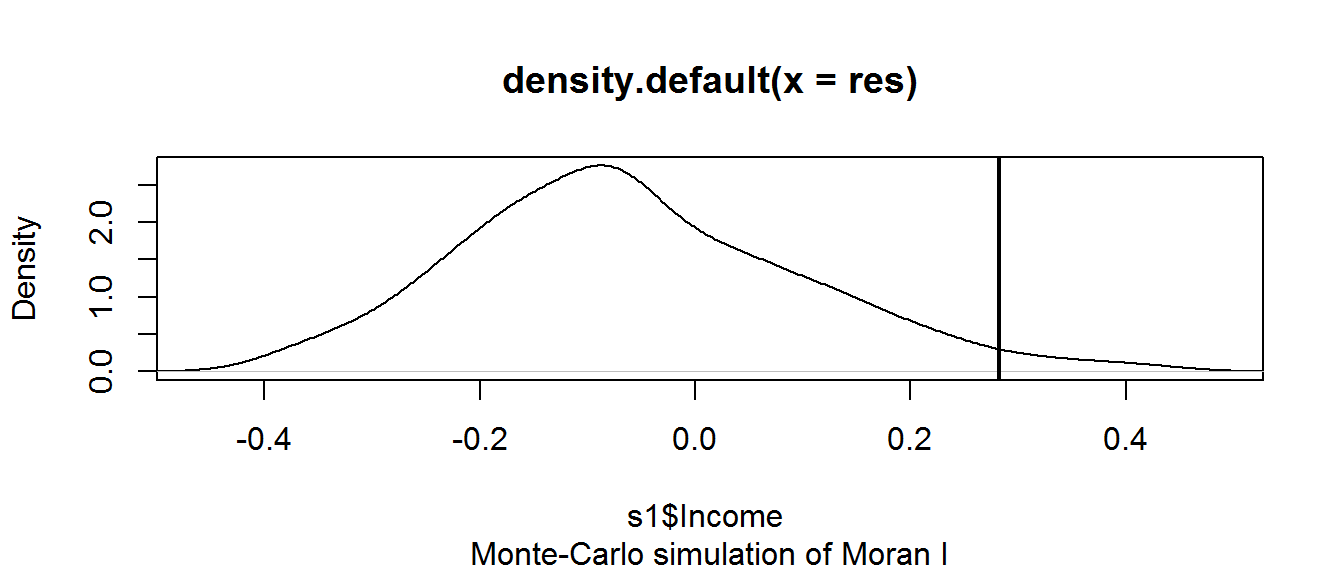 density.default(x = res)
Density
0.0 1.0 2.0
-0.4 -0.2 0.0 0.2 0.4
s1$Income
Monte-Carlo simulation of Moran I